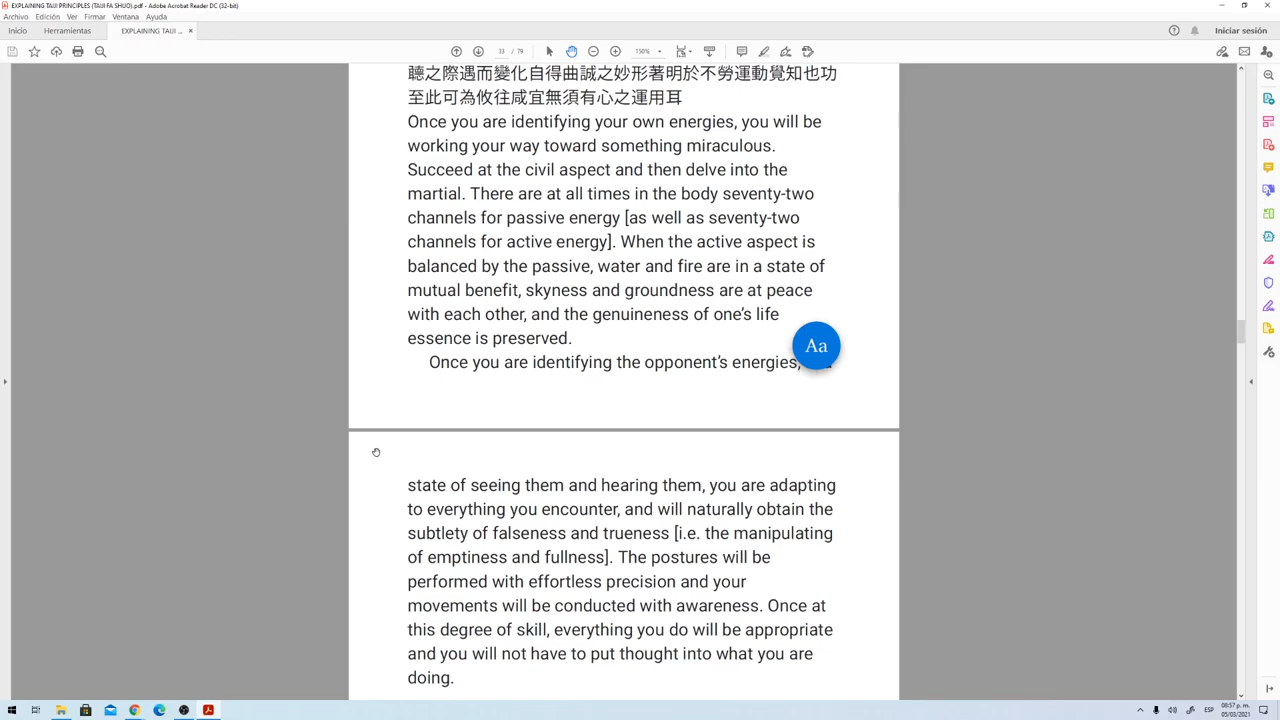 EXPLAINING TAIJI PRINCIPLES (TAIJI FA SHUO).pdf - Adobe Acrobat Reader DC (32-bit)
Archivo Edición Ver Firmar Ventana Ayuda
Inicio Herramientas EXPLAINING TAIJI ... × Iniciar sesión
33 / 79 150%
聽之際遇而變化自得曲誠之妙形著明於不勞運動覺知也功
至此可為攸往咸宜無須有心之運用耳
Once you are identifying your own energies, you will be
working your way toward something miraculous.
Succeed at the civil aspect and then delve into the
martial. There are at all times in the body seventy-two
channels for passive energy [as well as seventy-two
channels for active energy]. When the active aspect is
balanced by the passive, water and fire are in a state of
mutual benefit, skyness and groundness are at peace
with each other, and the genuineness of one's life
essence is preserved.
Aa
Once you are identifying the opponent's energies,
state of seeing them and hearing them, you are adapting
to everything you encounter, and will naturally obtain the
subtlety of falseness and trueness [i.e. the manipulating
of emptiness and fullness]. The postures will be
performed with effortless precision and your
movements will be conducted with awareness. Once at
this degree of skill, everything you do will be appropriate
and you will not have to put thought into what you are
doing.
ESP
08:57 p. m.
05/03/2021